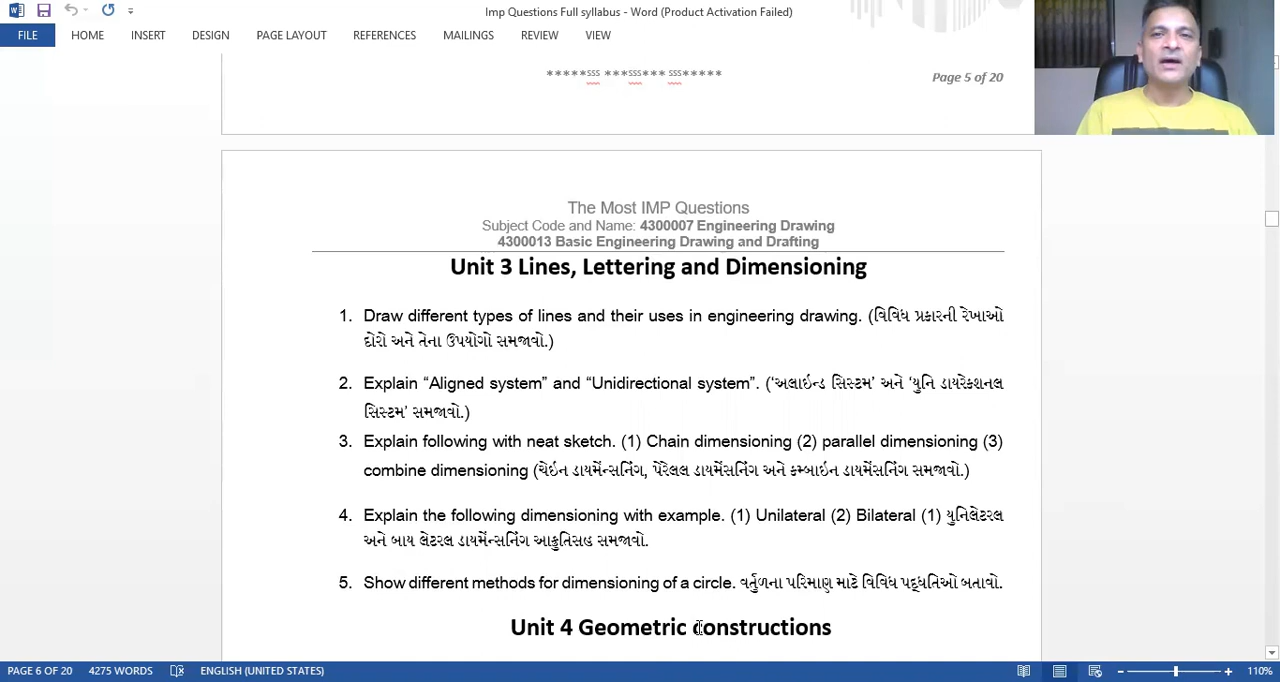 Imp Questions Full syllabus - Word (Product Activation Failed)
FILE HOME INSERT DESIGN PAGE LAYOUT REFERENCES MAILINGS REVIEW VIEW
*****sss ***sss*** sss*****
Page 5 of 20
The Most IMP Questions
Subject Code and Name: 4300007 Engineering Drawing
4300013 Basic Engineering Drawing and Drafting
Unit 3 Lines, Lettering and Dimensioning
1. Draw different types of lines and their uses in engineering drawing. (વિવિધ પ્રકારની રેખાઓ
દોરો અને તેના ઉપયોગો સમજાવો.)
2. Explain “Aligned system” and “Unidirectional system”. (‘અલાઇન્ડ સિસ્ટમ’ અને ‘યુનિ ડાયરેકશનલ
સિસ્ટમ’ સમજાવો.)
3. Explain following with neat sketch. (1) Chain dimensioning (2) parallel dimensioning (3)
combine dimensioning (ચેઇન ડાયમેંન્સનિંગ, પેરેલલ ડાયમેંસનિંગ અને કમ્બાઇન ડાયમેંસનિંગ સમજાવો.)
4. Explain the following dimensioning with example. (1) Unilateral (2) Bilateral (1) યુનિલેટરલ
અને બાય લેટરલ ડાયમેંન્સનિંગ આક્રુતિસહ સમજાવો.
5. Show different methods for dimensioning of a circle. વર્તુળના પરિમાણ માટે વિવિધ પદ્ધતિઓ બતાવો.
Unit 4 Geometric constructions
PAGE 6 OF 20 4275 WORDS ENGLISH (UNITED STATES) 110%